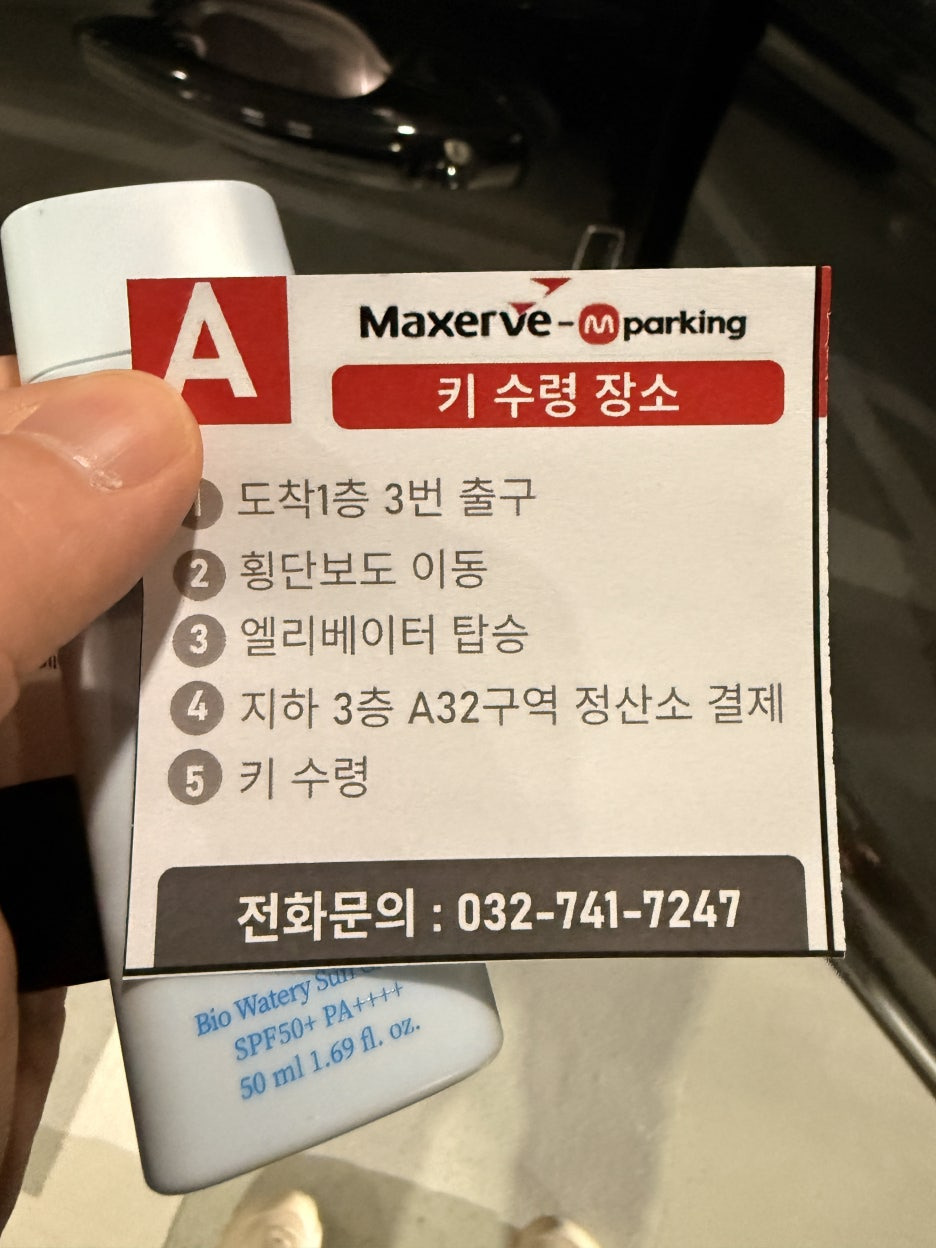 A
Maxerve-m parking
키 수령 장소
1 도착1층 3번 출구
2 횡단보도 이동
3 엘리베이터 탑승
4 지하 3층 A32구역 정산소 결제
5 키 수령
전화문의 : 032-741-7247
Bio Watery Sun
SPF50+ PA++++
50 ml 1.69 fl. oz.